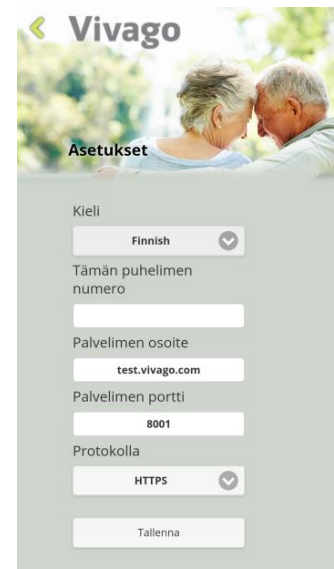 Vivago
Asetukset
Kieli
Finnish
Tämän puhelimen
numero
Palvelimen osoite
test.vivago.com
Palvelimen portti
8001
Protokolla
HTTPS
Tallenna